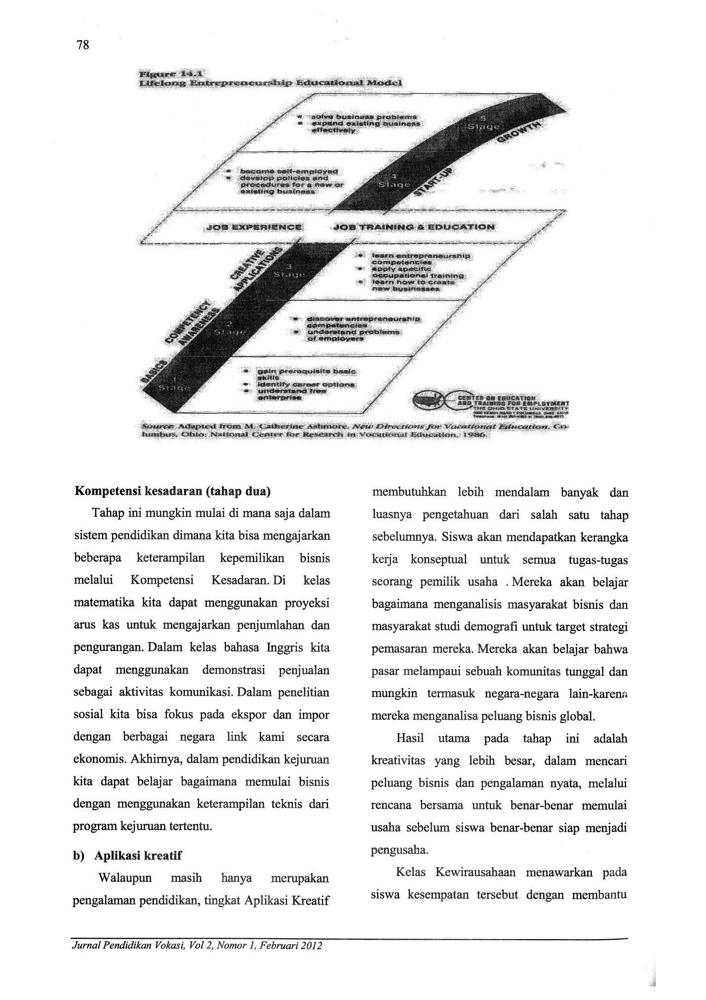 78
Figure 14.1
Lifelong Entrepreneurship Educational Model
• solve business problems
• expand existing business
effectively
5
Stage
GROWTH
• become self-employed
• develop policies and
procedures for a new or
existing business
4
Stage
START-UP
JOB EXPERIENCE
JOB TRAINING & EDUCATION
CREATIVE
APPLICATIONS
3
Stage
• learn entrepreneurship
competencies
• apply specific
occupational training
• learn how to create
new businesses
COMPETENCY
AWARENESS
2
Stage
• discover entrepreneurship
competencies
• understand problems
of employers
BASICS
1
Stage
• gain prerequisite basic
skills
• identify career options
• understand free
enterprise
CENTER ON EDUCATION
AND TRAINING FOR EMPLOYMENT
THE OHIO STATE UNIVERSITY
Source: Adapted from M. Catherine Ashmore, New Directions for Vocational Education, Co-
lumbus, Ohio: National Center for Research in Vocational Education, 1986.
Kompetensi kesadaran (tahap dua)
Tahap ini mungkin mulai di mana saja dalam
sistem pendidikan dimana kita bisa mengajarkan
beberapa keterampilan kepemilikan bisnis
melalui Kompetensi Kesadaran. Di kelas
matematika kita dapat menggunakan proyeksi
arus kas untuk mengajarkan penjumlahan dan
pengurangan. Dalam kelas bahasa Inggris kita
dapat menggunakan demonstrasi penjualan
sebagai aktivitas komunikasi. Dalam penelitian
sosial kita bisa fokus pada ekspor dan impor
dengan berbagai negara link kami secara
ekonomis. Akhirnya, dalam pendidikan kejuruan
kita dapat belajar bagaimana memulai bisnis
dengan menggunakan keterampilan teknis dari
program kejuruan tertentu.
b) Aplikasi kreatif
Walaupun masih hanya merupakan
pengalaman pendidikan, tingkat Aplikasi Kreatif
membutuhkan lebih mendalam banyak dan
luasnya pengetahuan dari salah satu tahap
sebelumnya. Siswa akan mendapatkan kerangka
kerja konseptual untuk semua tugas-tugas
seorang pemilik usaha . Mereka akan belajar
bagaimana menganalisis masyarakat bisnis dan
masyarakat studi demografi untuk target strategi
pemasaran mereka. Mereka akan belajar bahwa
pasar melampaui sebuah komunitas tunggal dan
mungkin termasuk negara-negara lain-karena
mereka menganalisa peluang bisnis global.
Hasil utama pada tahap ini adalah
kreativitas yang lebih besar, dalam mencari
peluang bisnis dan pengalaman nyata, melalui
rencana bersama untuk benar-benar memulai
usaha sebelum siswa benar-benar siap menjadi
pengusaha.
Kelas Kewirausahaan menawarkan pada
siswa kesempatan tersebut dengan membantu
Jurnal Pendidikan Vokasi, Vol 2, Nomor 1, Februari 2012